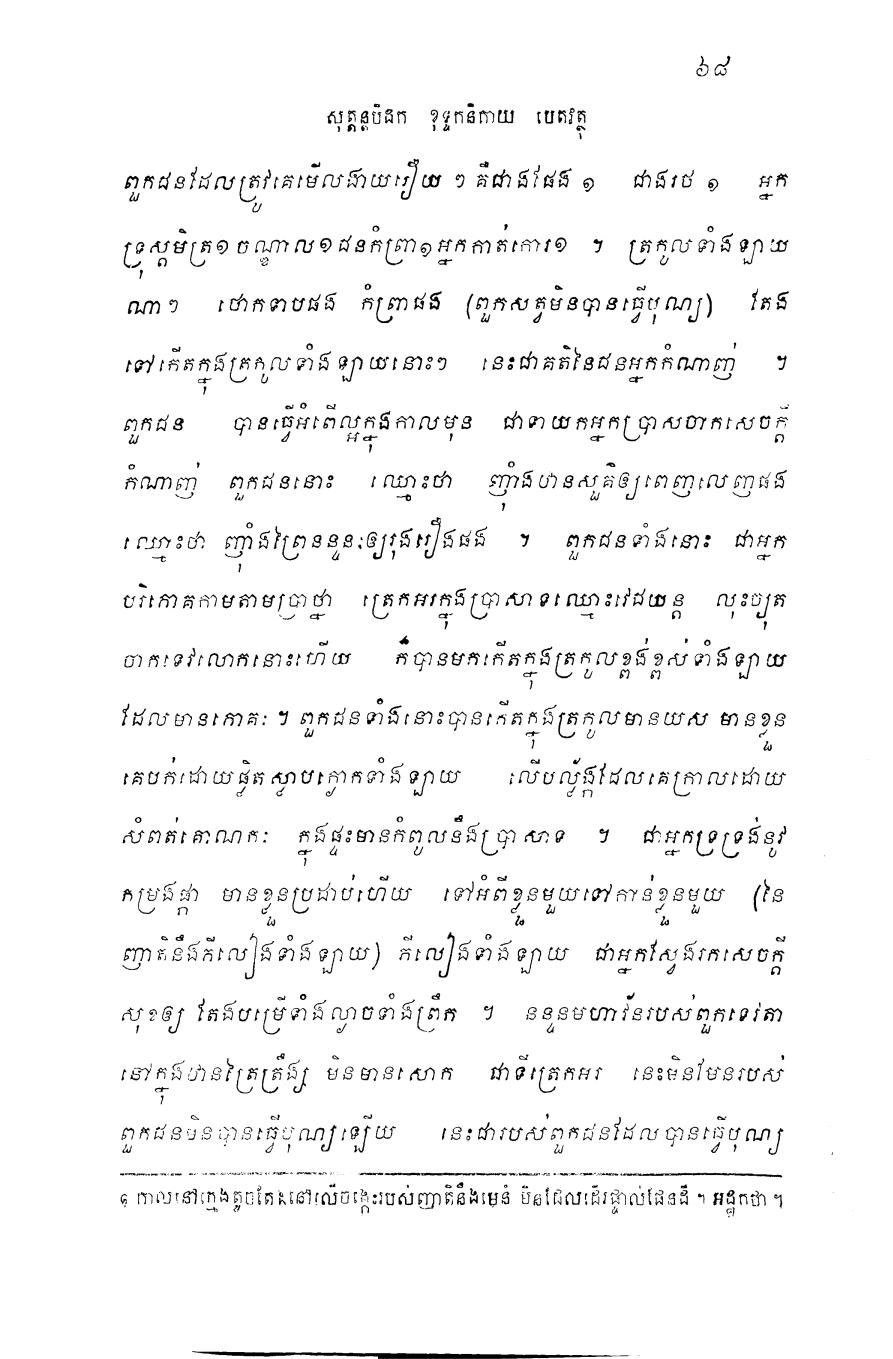 ៦៨
សុត្តន្តបិដក ខុទ្ទកនិកាយ បេតវត្ថុ
ពួកជនដែលត្រូវគេមើលងាយរឿយ ៗ គឺជាងផែង ១ ជាងរថ ១ អ្នក
ទ្រុស្តមិត្រ១ ចណ្ឌាល១ ជនកំព្រា១ អ្នកកាត់កោរ១ ។ ត្រកូលទាំងឡាយ
ណាៗ ថោកទាបផង កំព្រាផង (ពួកសត្វមិនបានធ្វើបុណ្យ) តែង
ទៅកើតក្នុងត្រកូលទាំងឡាយនោះៗ នេះជាគតិនៃជនអ្នកកំណាញ់ ។
ពួកជន បានធ្វើអំពើល្អក្នុងកាលមុន ជាទាយកអ្នកប្រាសចាកសេចក្តី
កំណាញ់ ពួកជននោះ ឈ្មោះថា ញ៉ាំងឋានសួគ៌ឲ្យពេញលេញផង
ឈ្មោះថា ញ៉ាំងព្រៃនន្ទនៈឲ្យរុងរឿងផង ។ ពួកជនទាំងនោះ ជាអ្នក
បរិភោគកាមតាមប្រាថ្នា ត្រេកអរក្នុងប្រាសាទឈ្មោះវេជយន្ត លុះច្យុត
ចាកទេវលោកនោះហើយ ក៏បានមកកើតក្នុងត្រកូលខ្ពង់ខ្ពស់ទាំងឡាយ
ដែលមានភោគៈ ។ ពួកជនទាំងនោះបានកើតក្នុងត្រកូលមានយស មានខ្លួន
គេបក់ដោយផ្លិតស្លាបក្ងោកទាំងឡាយ លើបល្ល័ង្កដែលគេក្រាលដោយ
សំពត់គោណកៈ ក្នុងផ្ទះមានកំពូលនឹងប្រាសាទ ។ ជាអ្នកទ្រទ្រង់នូវ
កម្រងផ្កា មានខ្លួនប្រដាប់ហើយ ទៅអំពីខ្លួនមួយទៅកាន់ខ្លួនមួយ (នៃ
ញាតិនឹងភីលៀងទាំងឡាយ) ភីលៀងទាំងឡាយ ជាអ្នកស្វែងរកសេចក្តី
សុខឲ្យ តែងបម្រើទាំងល្ងាចទាំងព្រឹក ។ នន្ទនមហាវ័នរបស់ពួកទេវតា
នៅក្នុងឋានត្រៃត្រឹង្ស មិនមានសោក ជាទីត្រេកអរ នេះមិនមែនរបស់
ពួកជនមិនបានធ្វើបុណ្យឡើយ នេះជារបស់ពួកជនដែលបានធ្វើបុណ្យ
១ កាលនៅក្មេងតូចតែងនៅលើចង្កេះរបស់ញាតិនឹងមេនំ មិនដែលដើរផ្ទាល់ផែនដី ។ អដ្ឋកថា ។